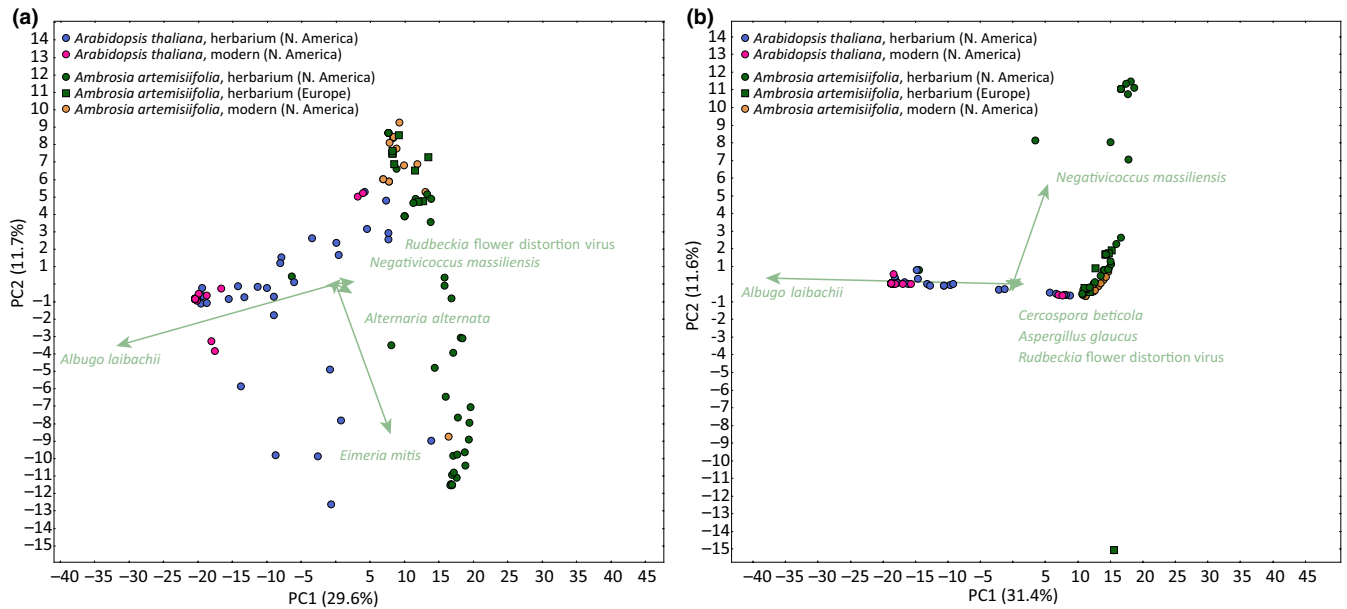 (a)
Arabidopsis thaliana, herbarium (N. America)
Arabidopsis thaliana, modern (N. America)
Ambrosia artemisiifolia, herbarium (N. America)
Ambrosia artemisiifolia, herbarium (Europe)
Ambrosia artemisiifolia, modern (N. America)
14
13
12
11
10
9
8
7
6
5
4
3
2
1
−1
−2
−3
−4
−5
−6
−7
−8
−9
−10
−11
−12
−13
−14
−15
PC2 (11.7%)
Rudbeckia flower distortion virus
Negativicoccus massiliensis
Alternaria alternata
Albugo laibachii
Eimeria mitis
−40 −35 −30 −25 −20 −15 −10 −5 5 10 15 20 25 30 35 40 45
PC1 (29.6%)
(b)
Arabidopsis thaliana, herbarium (N. America)
Arabidopsis thaliana, modern (N. America)
Ambrosia artemisiifolia, herbarium (N. America)
Ambrosia artemisiifolia, herbarium (Europe)
Ambrosia artemisiifolia, modern (N. America)
14
13
12
11
10
9
8
7
6
5
4
3
2
1
−1
−2
−3
−4
−5
−6
−7
−8
−9
−10
−11
−12
−13
−14
−15
PC2 (11.6%)
Negativicoccus massiliensis
Albugo laibachii
Cercospora beticola
Aspergillus glaucus
Rudbeckia flower distortion virus
−40 −35 −30 −25 −20 −15 −10 −5 5 10 15 20 25 30 35 40 45
PC1 (31.4%)